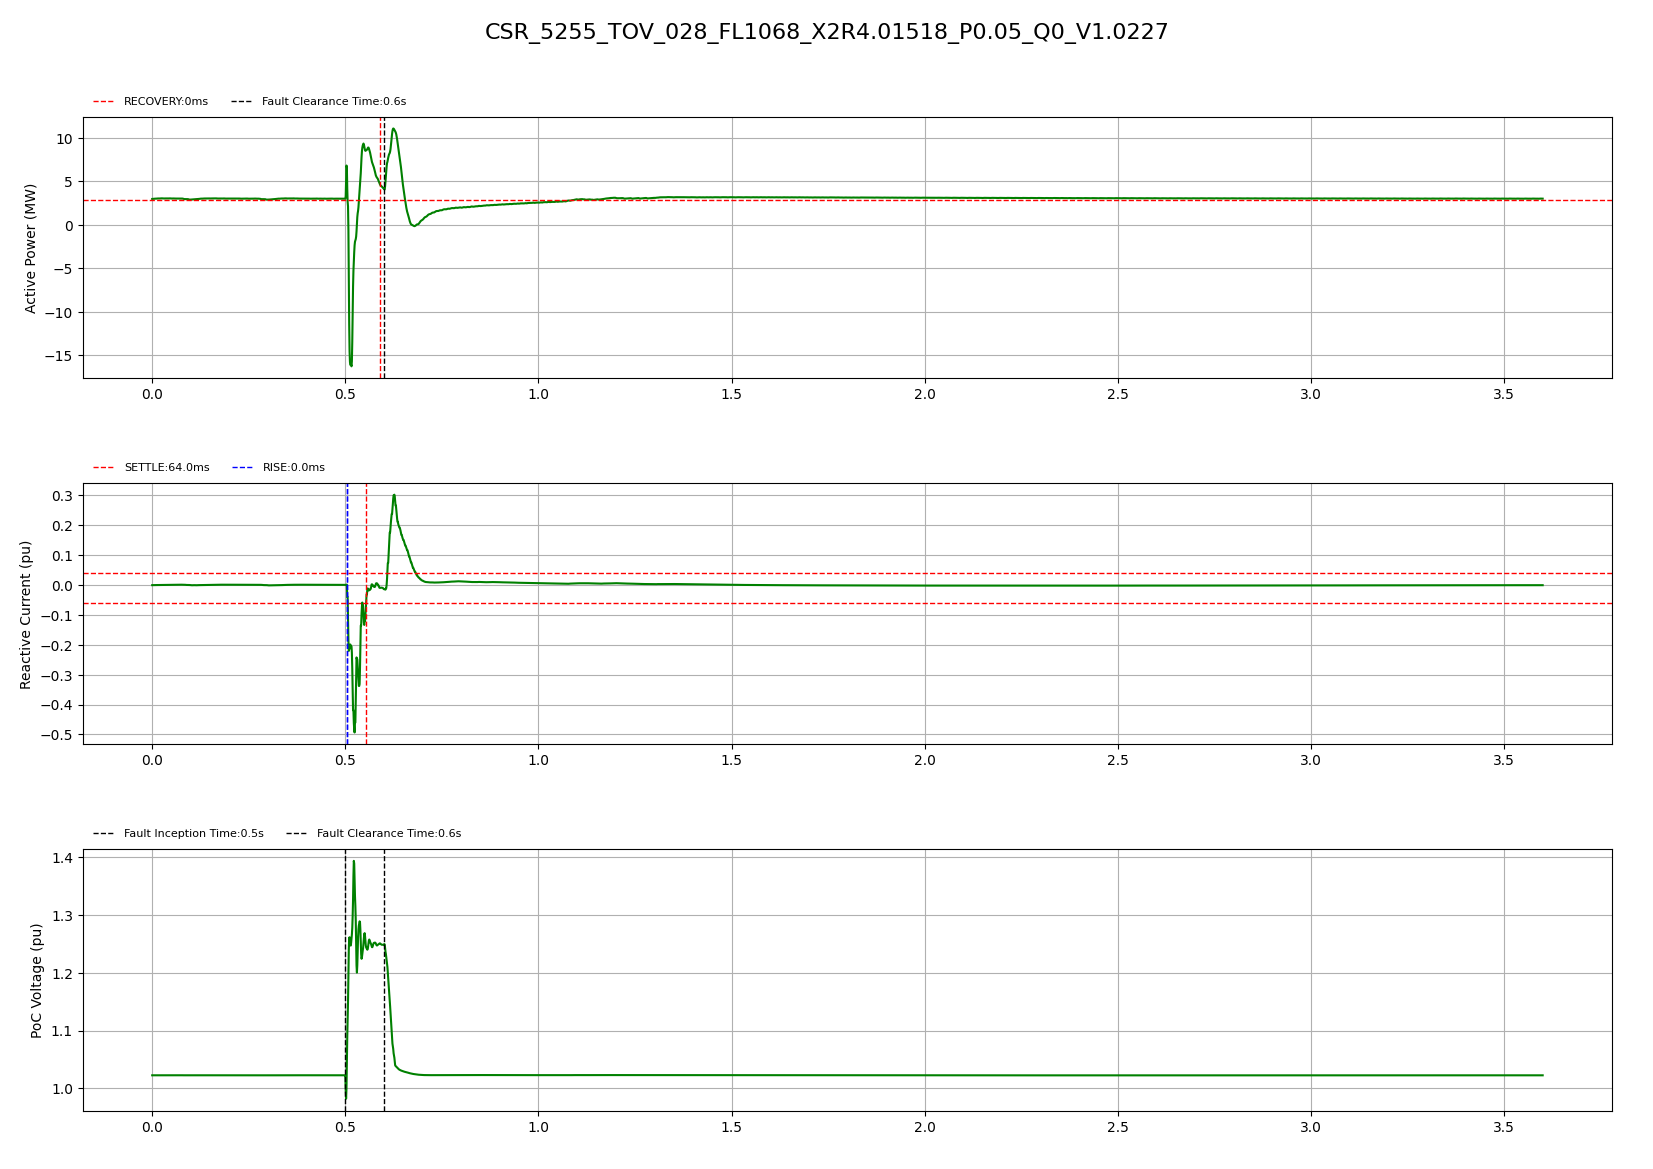 CSR_5255_TOV_028_FL1068_X2R4.01518_P0.05_Q0_V1.0227
RECOVERY:0ms Fault Clearance Time:0.6s
Active Power (MW)
10
5
0
−5
−10
−15
0.0 0.5 1.0 1.5 2.0 2.5 3.0 3.5
SETTLE:64.0ms RISE:0.0ms
Reactive Current (pu)
0.3
0.2
0.1
0.0
−0.1
−0.2
−0.3
−0.4
−0.5
0.0 0.5 1.0 1.5 2.0 2.5 3.0 3.5
Fault Inception Time:0.5s Fault Clearance Time:0.6s
PoC Voltage (pu)
1.4
1.3
1.2
1.1
1.0
0.0 0.5 1.0 1.5 2.0 2.5 3.0 3.5